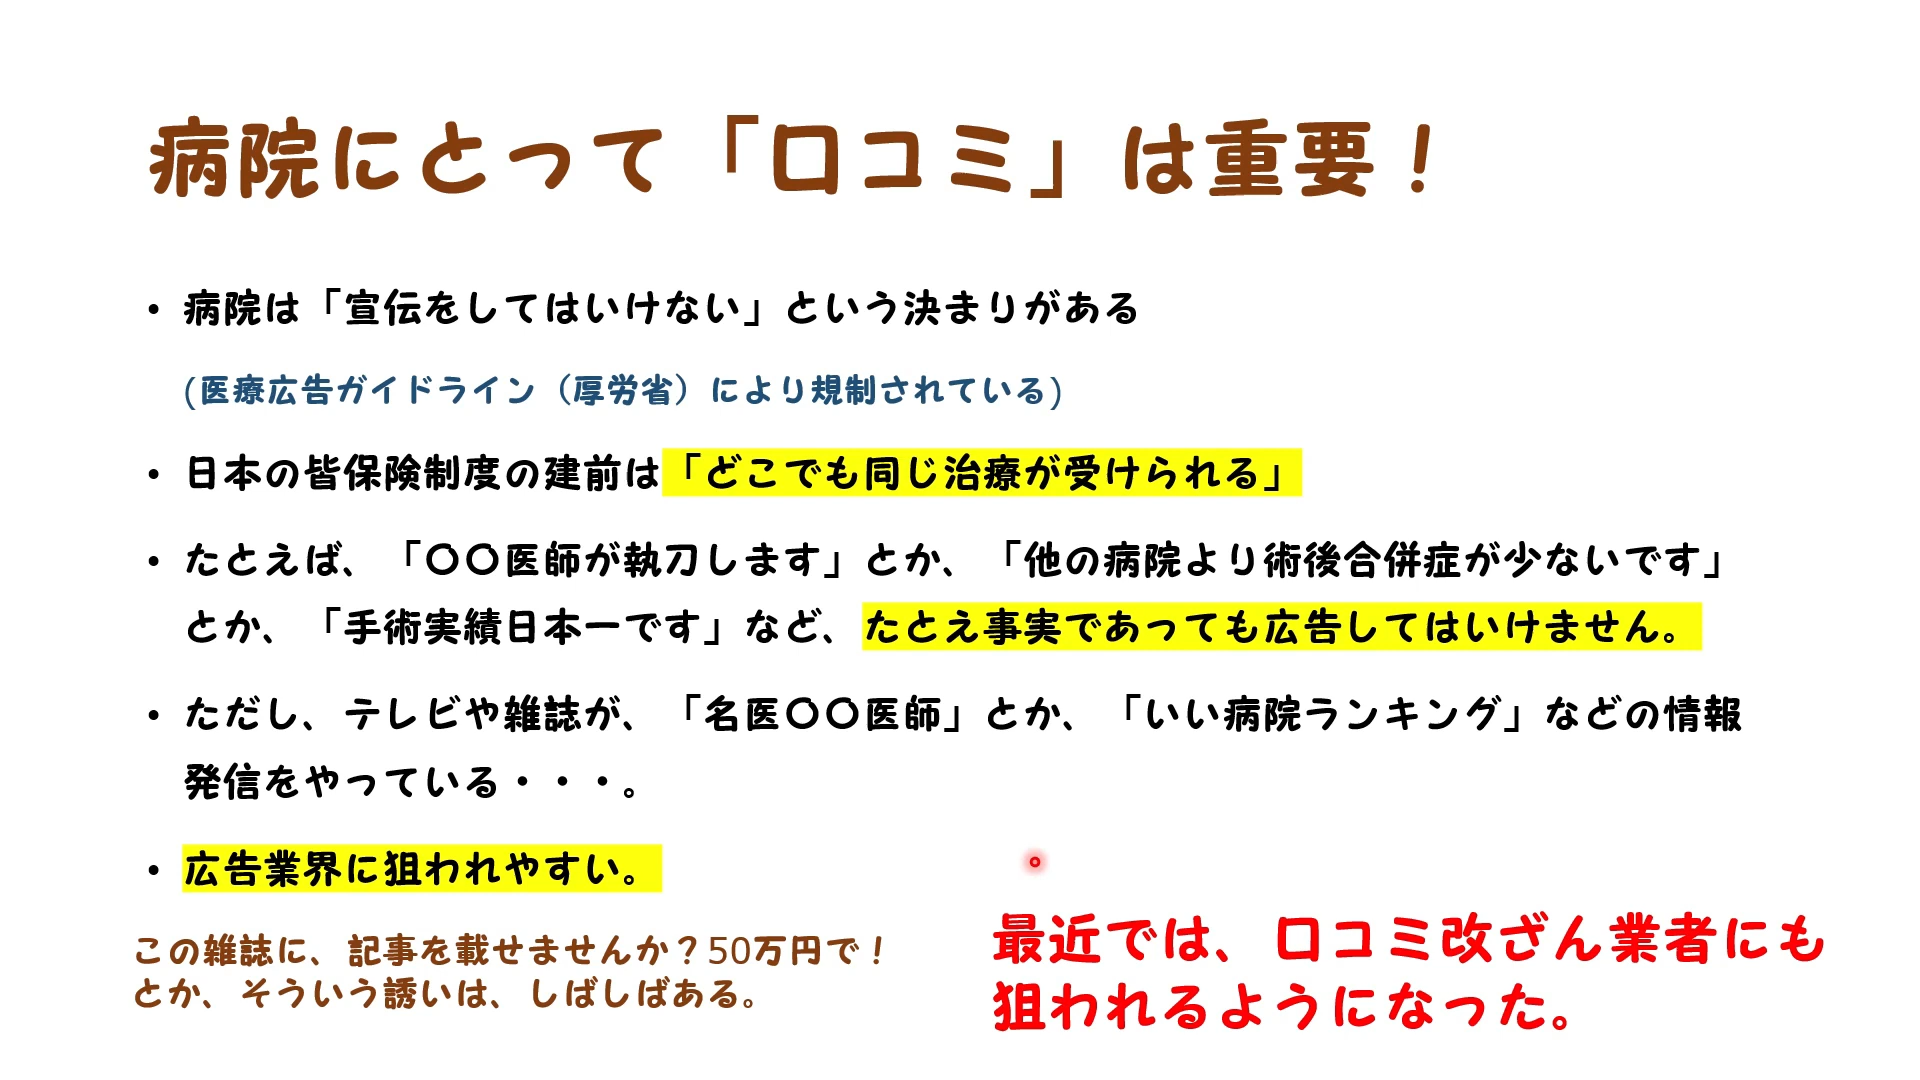 病院にとって「口コミ」は重要！
• 病院は「宣伝をしてはいけない」という決まりがある
(医療広告ガイドライン（厚労省）により規制されている)
• 日本の皆保険制度の建前は「どこでも同じ治療が受けられる」
• たとえば、「〇〇医師が執刀します」とか、「他の病院より術後合併症が少ないです」
とか、「手術実績日本一です」など、たとえ事実であっても広告してはいけません。
• ただし、テレビや雑誌が、「名医〇〇医師」とか、「いい病院ランキング」などの情報
発信をやっている・・・。
• 広告業界に狙われやすい。
この雑誌に、記事を載せませんか？50万円で！
とか、そういう誘いは、しばしばある。
最近では、口コミ改ざん業者にも
狙われるようになった。